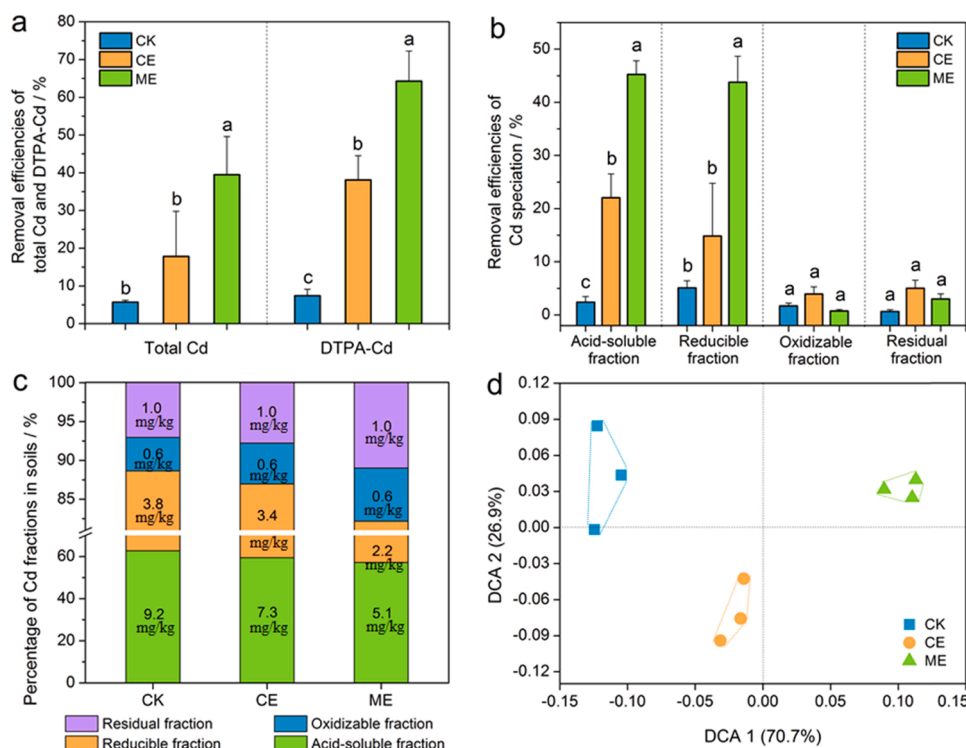 a
Removal efficiencies of
total Cd and DTPA-Cd / %
80
70
60
50
40
30
20
10
0
CK
CE
ME
b
b
a
c
b
a
Total Cd
DTPA-Cd
b
Removal efficiencies of
Cd speciation / %
50
40
30
20
10
0
CK
CE
ME
c
b
a
b
b
a
a
a
a
a
a
a
Acid-soluble
fraction
Reducible
fraction
Oxidizable
fraction
Residual
fraction
c
Percentage of Cd fractions in soils / %
100
95
90
85
60
40
20
0
1.0
mg/kg
0.6
mg/kg
3.8
mg/kg
9.2
mg/kg
1.0
mg/kg
0.6
mg/kg
3.4
mg/kg
7.3
mg/kg
1.0
mg/kg
0.6
mg/kg
2.2
mg/kg
5.1
mg/kg
CK
CE
ME
Residual fraction
Oxidizable fraction
Reducible fraction
Acid-soluble fraction
d
DCA 2 (26.9%)
0.12
0.09
0.06
0.03
0.00
-0.03
-0.06
-0.09
-0.12
CK
CE
ME
-0.15
-0.10
-0.05
0.00
0.05
0.10
0.15
DCA 1 (70.7%)